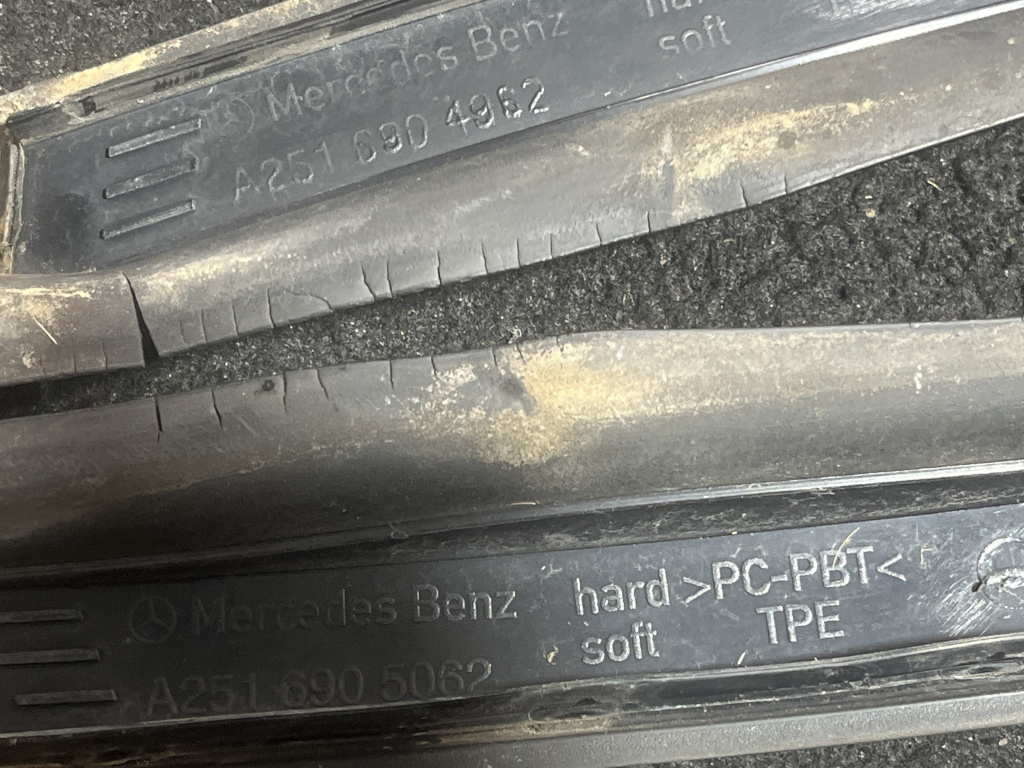 Mercedes Benz
soft
A251 690 4962
Mercedes Benz hard >PC-PBT<
soft TPE
A251 690 5062